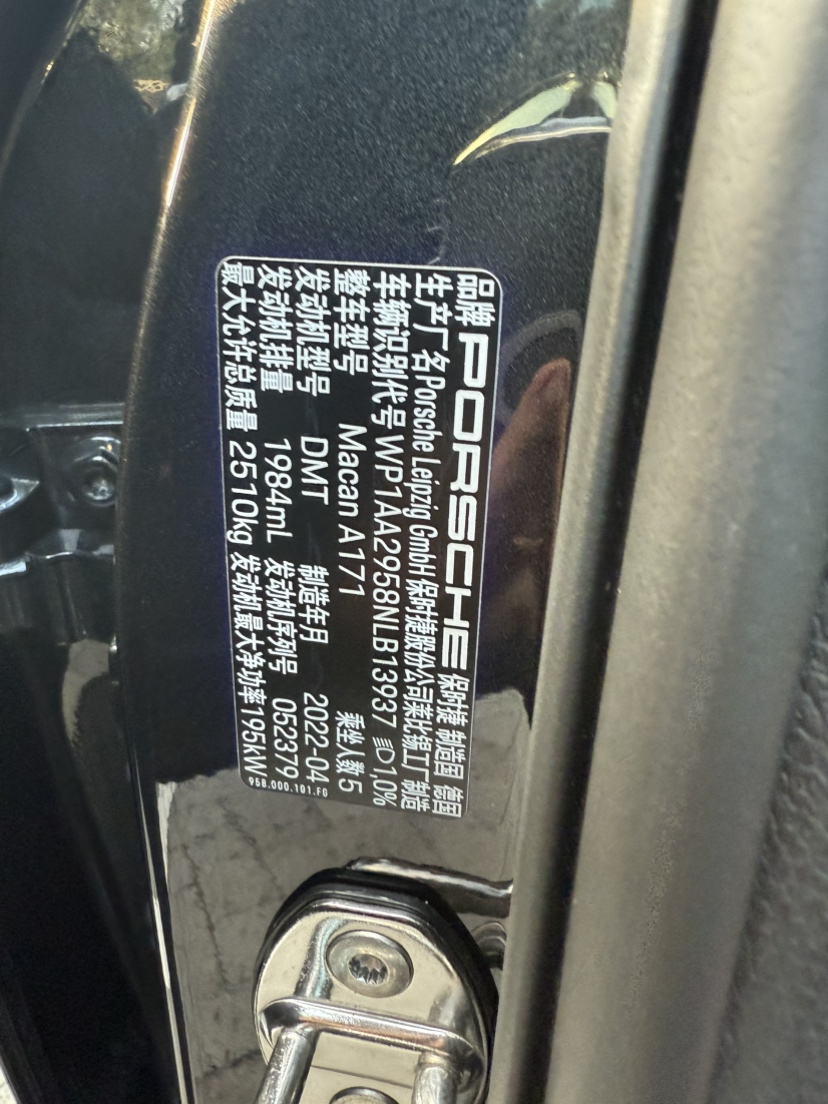 品牌 PORSCHE 保时捷 制造国 德国
生产厂名 Porsche Leipzig GmbH 保时捷股份公司莱比锡工厂 制造
车辆识别代号 WP1AA2958NLB13937 1,0%
整车型号 Macan A171 乘坐人数 5
发动机型号 DMT 制造年月 2022-04
发动机排量 1984mL 发动机序列号 052379
最大允许总质量 2510kg 发动机最大净功率 195kW
958.000.101.F0